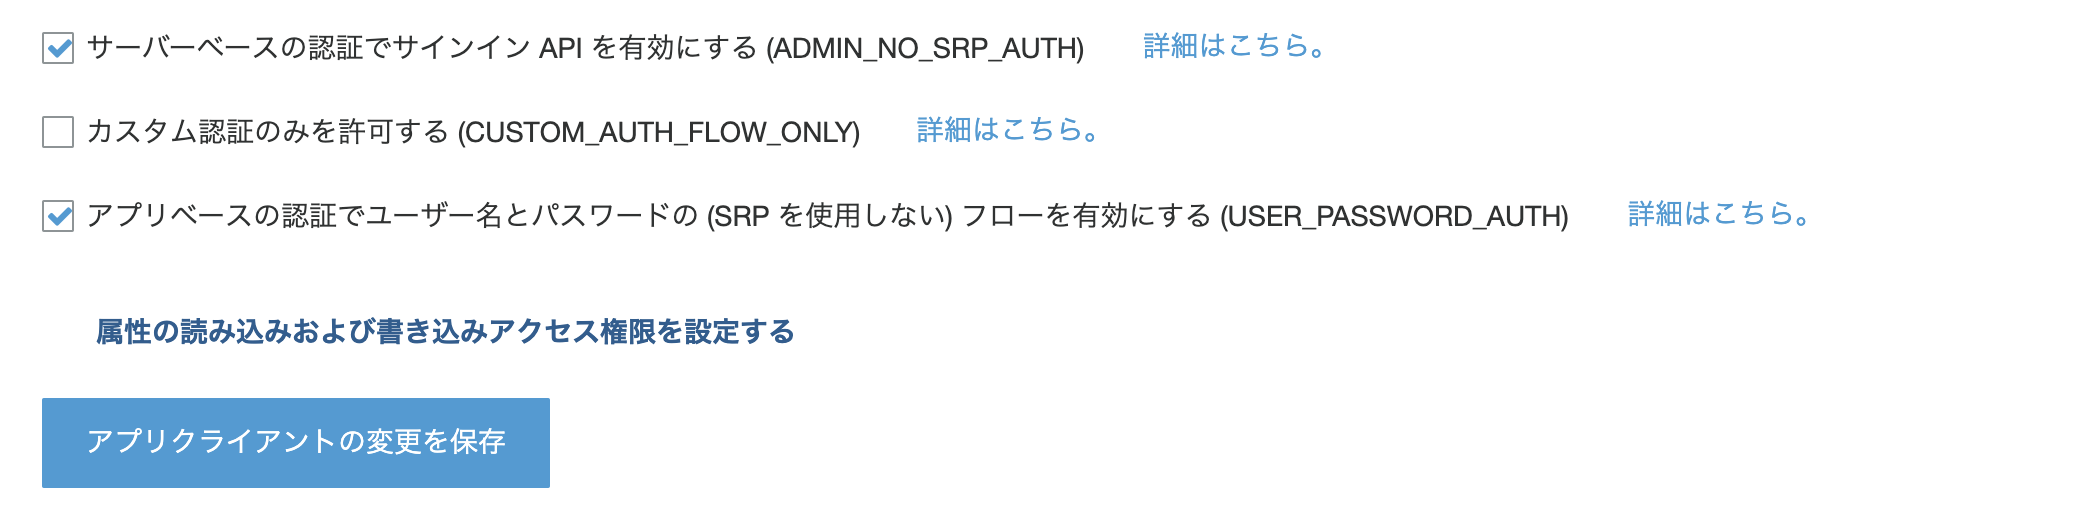 サーバーベースの認証でサインイン API を有効にする (ADMIN_NO_SRP_AUTH) 詳細はこちら。
カスタム認証のみを許可する (CUSTOM_AUTH_FLOW_ONLY) 詳細はこちら。
アプリベースの認証でユーザー名とパスワードの (SRP を使用しない) フローを有効にする (USER_PASSWORD_AUTH) 詳細はこちら。
属性の読み込みおよび書き込みアクセス権限を設定する
アプリクライアントの変更を保存